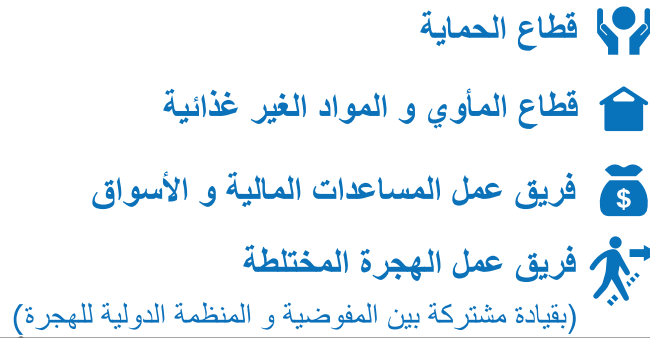 قطاع الحماية
قطاع المأوي و المواد الغير غذائية
فريق عمل المساعدات المالية و الأسواق
$
فريق عمل الهجرة المختلطة
(بقيادة مشتركة بين المفوضية و المنظمة الدولية للهجرة)